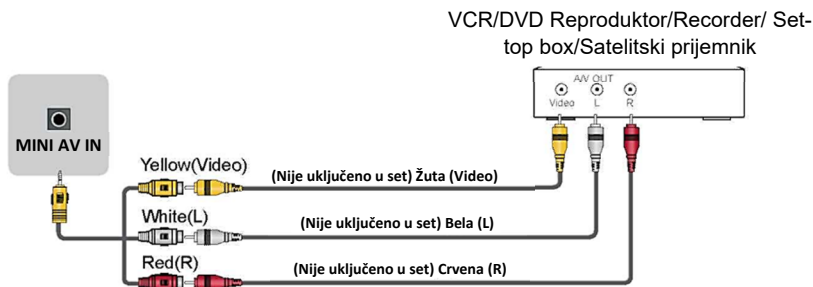 VCR/DVD Reproduktor/Recorder/ Set-
top box/Satelitski prijemnik
A/V OUT
Video L R
MINI AV IN
Yellow(Video)
(Nije uključeno u set) Žuta (Video)
White(L)
(Nije uključeno u set) Bela (L)
Red(R)
(Nije uključeno u set) Crvena (R)